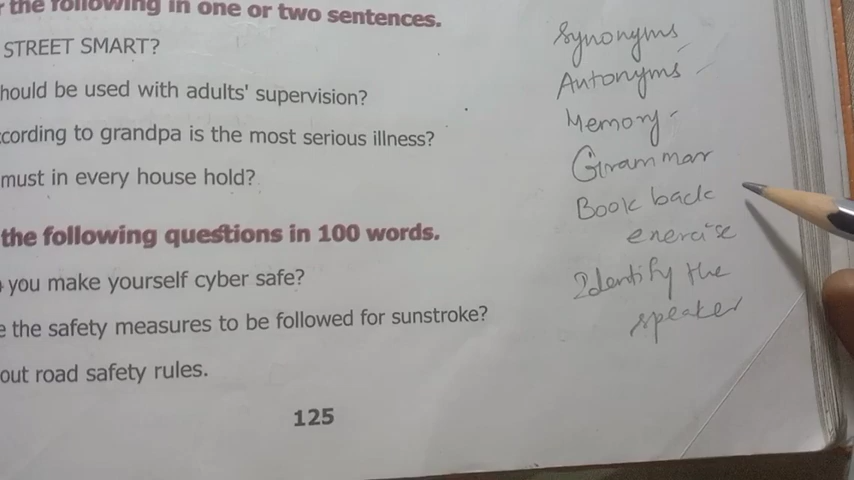 the following in one or two sentences.
STREET SMART?
hould be used with adults' supervision?
cording to grandpa is the most serious illness?
must in every house hold?
the following questions in 100 words.
you make yourself cyber safe?
e the safety measures to be followed for sunstroke?
out road safety rules.
125
Synonyms
Antonyms
Memory
Grammar
Book back
exercise
Identify the
speaker